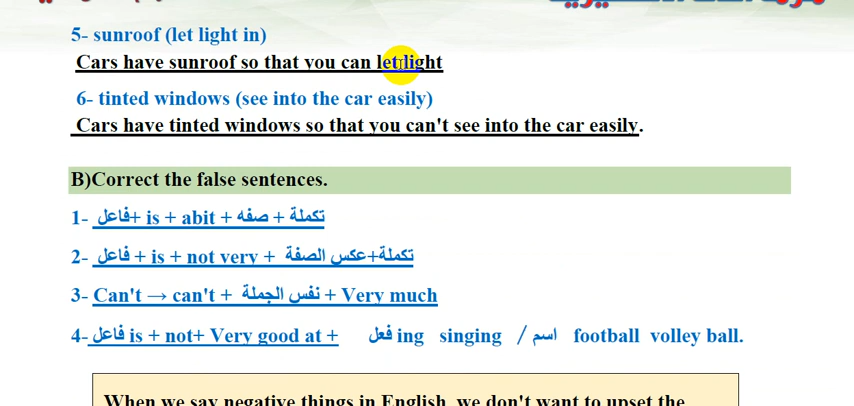 5- sunroof (let light in)
Cars have sunroof so that you can let light
6- tinted windows (see into the car easily)
Cars have tinted windows so that you can't see into the car easily.
B)Correct the false sentences.
1- فاعل+ is + abit + صفه + تكملة
2- فاعل + is + not very + عكس الصفة+تكملة
3- Can't → can't + نفس الجملة + Very much
4- فاعل is + not+ Very good at + فعل ing singing / اسم football volley ball.
When we say negative things in English, we don't want to upset the